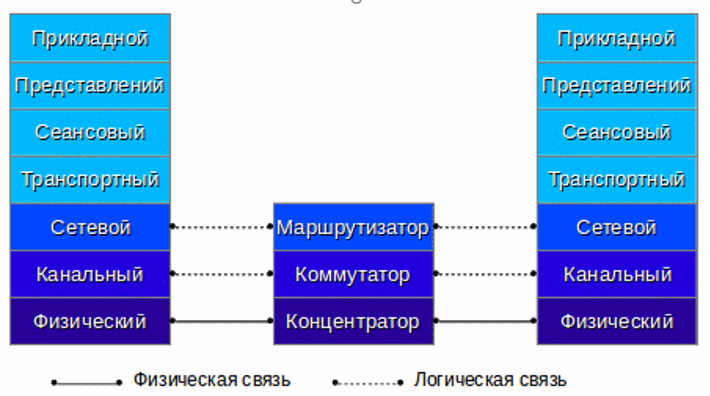 Прикладной
Представлений
Сеансовый
Транспортный
Сетевой
Канальный
Физический
Маршрутизатор
Коммутатор
Концентратор
Прикладной
Представлений
Сеансовый
Транспортный
Сетевой
Канальный
Физический
Физическая связь
Логическая связь